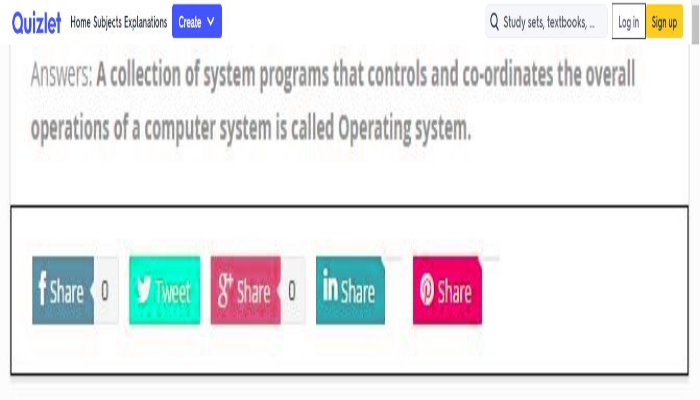 Quizlet Home Subjects Explanations Create Study sets, textbooks, ... Log in Sign up
Answers: A collection of system programs that controls and co-ordinates the overall
operations of a computer system is called Operating system.
f Share 0 Tweet g+ Share 0 in Share Share